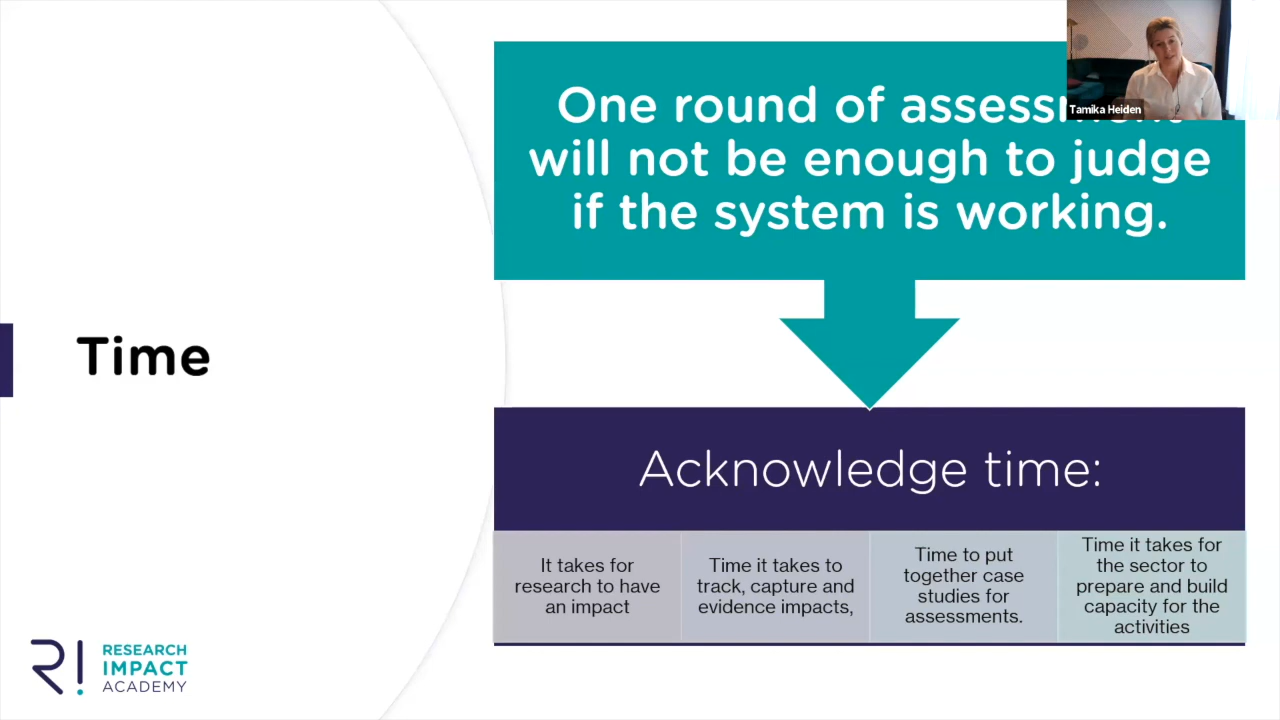 One round of
will not be enough to judge
if the system is working.
Tamika Heiden
Time
Acknowledge time:
It takes for
research to have
an impact
Time it takes to
track, capture and
evidence impacts,
Time to put
together case
studies for
assessments.
Time it takes for
the sector to
prepare and build
capacity for the
activities
R!
RESEARCH
IMPACT
ACADEMY